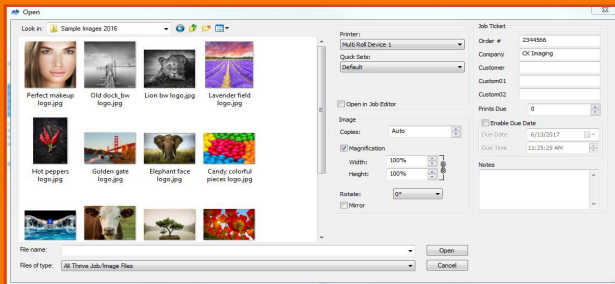 Open
Look in: Sample Images 2016
Perfect makeup logo.jpg
Old dock_bw logo.jpg
Lion bw logo.jpg
Lavender field logo.jpg
Hot peppers logo.jpg
Golden gate logo.jpg
Elephant face logo.jpg
Candy colorful pieces logo.jpg
File name:
Open
Files of type: All Thrive Job/Image Files
Cancel
Printer:
Multi Roll Device 1
Quick Sets:
Default
Open in Job Editor
Image
Copies: Auto
Magnification
Width: 100%
Height: 100%
Rotate: 0°
Mirror
Job Ticket
Order # 2344566
Company CK Imaging
Customer
Custom01
Custom02
Prints Due 0
Enable Due Date
Due Date 6/13/2017
Due Time 11:25:25 AM
Notes